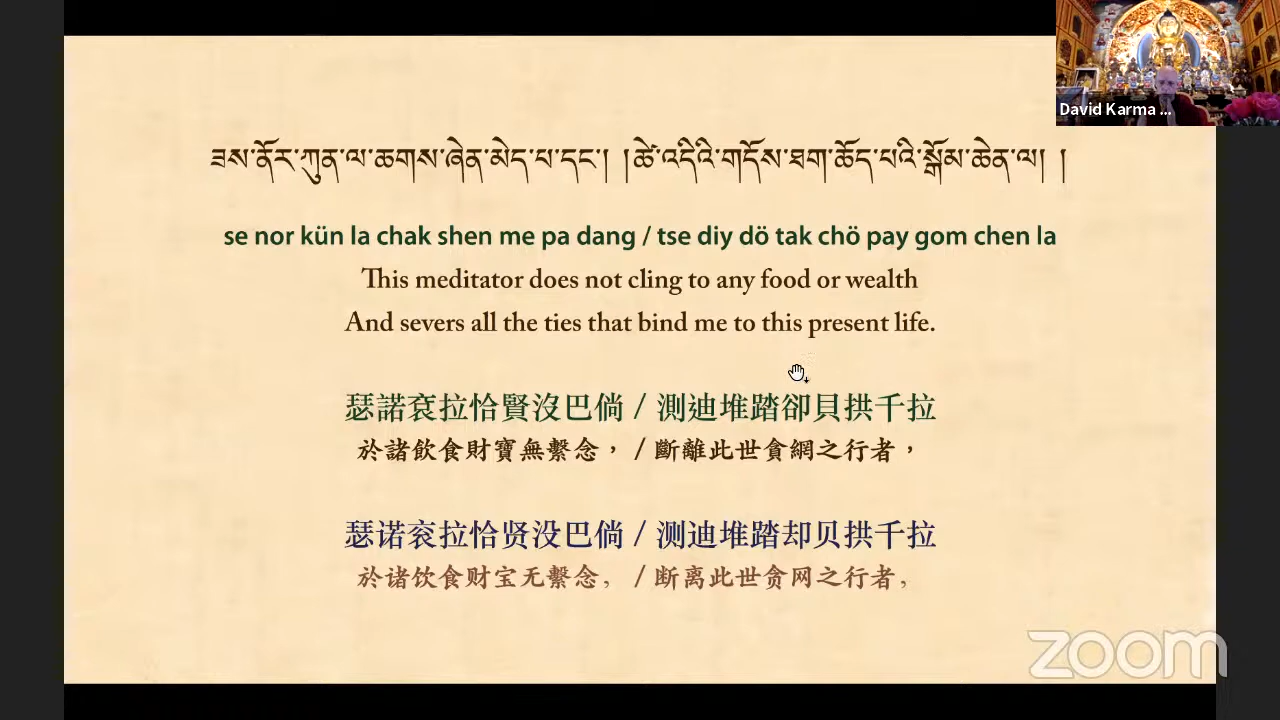 David Karma ...
ཟས་ནོར་ཀུན་ལ་ཆགས་ཞེན་མེད་པ་དང་། །ཚེ་འདིའི་གདོས་ཐག་ཆོད་པའི་སྒོམ་ཆེན་ལ། །
se nor kün la chak shen me pa dang / tse diy dö tak chö pay gom chen la
This meditator does not cling to any food or wealth
And severs all the ties that bind me to this present life.
瑟諾袞拉恰賢沒巴倘 / 測迪堆踏卻貝拱千拉
於諸飲食財寶無繫念， / 斷離此世貪網之行者，
瑟诺衮拉恰贤没巴倘 / 测迪堆踏却贝拱千拉
於诸饮食财宝无繫念， / 断离此世贪网之行者，
zoom